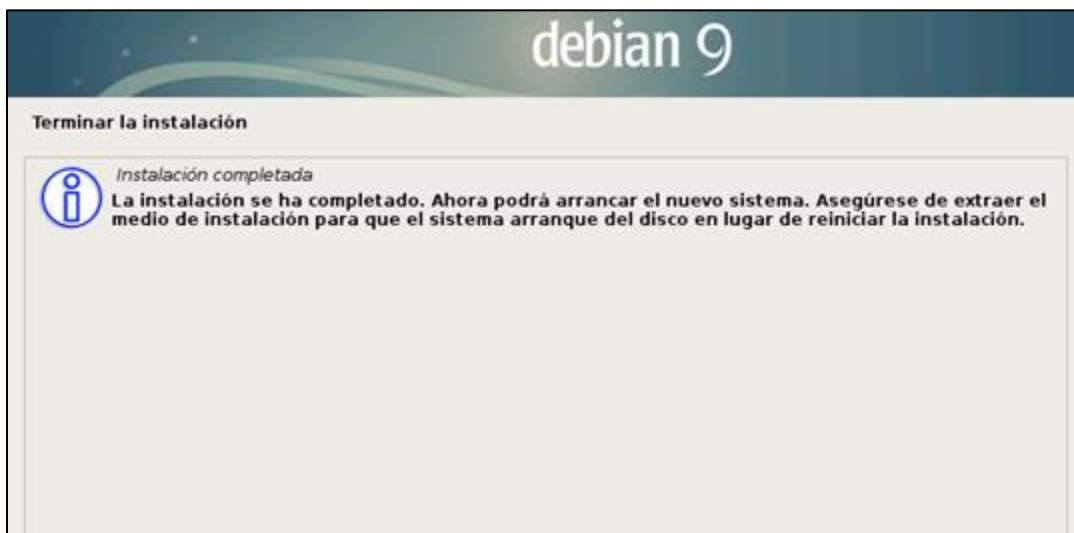 debian 9
Terminar la instalación
Instalación completada
La instalación se ha completado. Ahora podrá arrancar el nuevo sistema. Asegúrese de extraer el
medio de instalación para que el sistema arranque del disco en lugar de reiniciar la instalación.